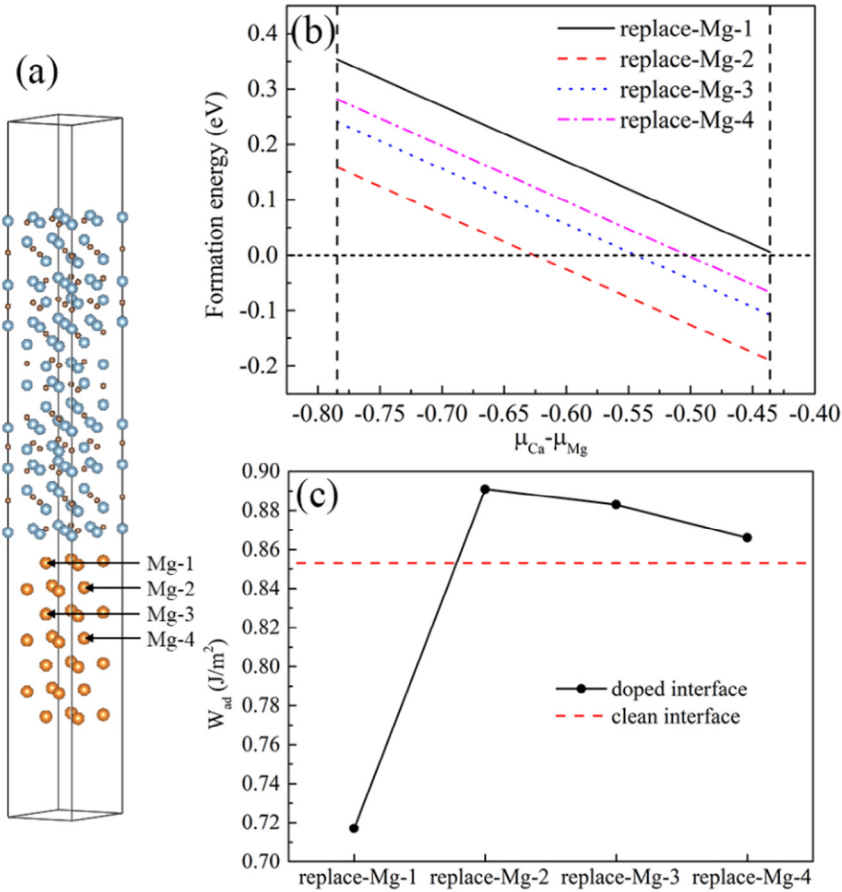 (a)
Mg-1
Mg-2
Mg-3
Mg-4
(b)
replace-Mg-1
replace-Mg-2
replace-Mg-3
replace-Mg-4
Formation energy (eV)
0.4
0.3
0.2
0.1
0.0
-0.1
-0.2
-0.80 -0.75 -0.70 -0.65 -0.60 -0.55 -0.50 -0.45 -0.40
μCa-μMg
(c)
Wad (J/m²)
0.90
0.88
0.86
0.84
0.82
0.80
0.78
0.76
0.74
0.72
0.70
doped interface
clean interface
replace-Mg-1 replace-Mg-2 replace-Mg-3 replace-Mg-4